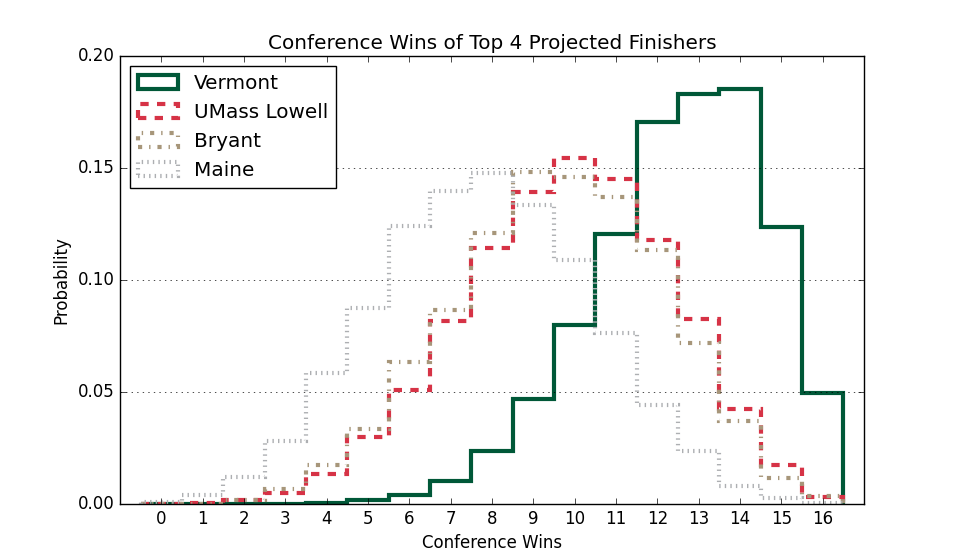 Conference Wins of Top 4 Projected Finishers
0.20
0.15
0.10
0.05
0.00
Probability
Vermont
UMass Lowell
Bryant
Maine
0 1 2 3 4 5 6 7 8 9 10 11 12 13 14 15 16
Conference Wins